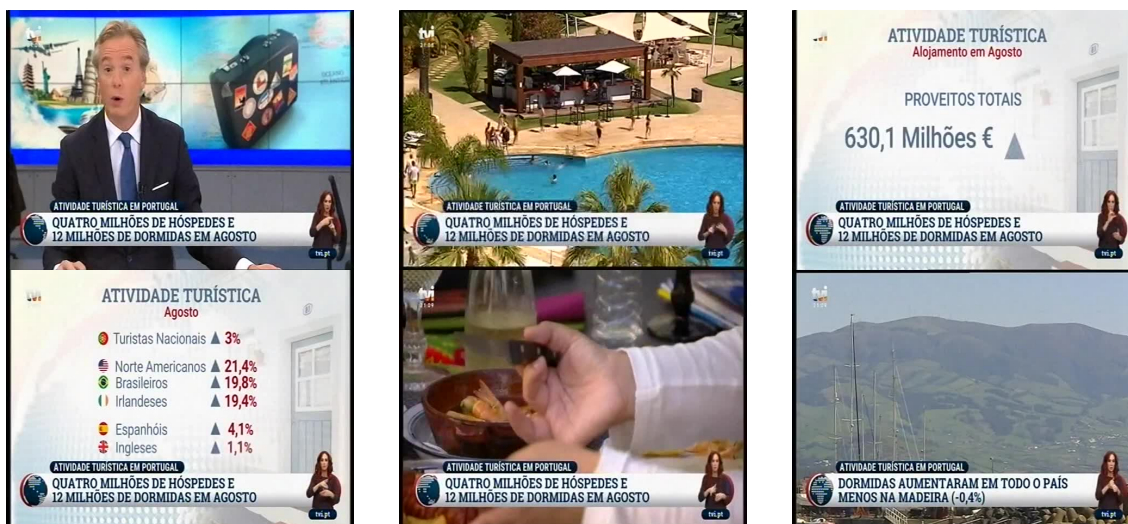 tvi
ATIVIDADE TURÍSTICA EM PORTUGAL
QUATRO MILHÕES DE HÓSPEDES E
12 MILHÕES DE DORMIDAS EM AGOSTO
tvi.pt
tvi
ATIVIDADE TURÍSTICA EM PORTUGAL
QUATRO MILHÕES DE HÓSPEDES E
12 MILHÕES DE DORMIDAS EM AGOSTO
tvi.pt
ATIVIDADE TURÍSTICA
Alojamento em Agosto
PROVEITOS TOTAIS
630,1 Milhões €
ATIVIDADE TURÍSTICA EM PORTUGAL
QUATRO MILHÕES DE HÓSPEDES E
12 MILHÕES DE DORMIDAS EM AGOSTO
tvi.pt
tvi
ATIVIDADE TURÍSTICA
Agosto
Turistas Nacionais 3%
Norte Americanos 21,4%
Brasileiros 19,8%
Irlandeses 19,4%
Espanhóis 4,1%
Ingleses 1,1%
ATIVIDADE TURÍSTICA EM PORTUGAL
QUATRO MILHÕES DE HÓSPEDES E
12 MILHÕES DE DORMIDAS EM AGOSTO
tvi.pt
tvi
ATIVIDADE TURÍSTICA EM PORTUGAL
QUATRO MILHÕES DE HÓSPEDES E
12 MILHÕES DE DORMIDAS EM AGOSTO
tvi.pt
tvi
ATIVIDADE TURÍSTICA EM PORTUGAL
DORMIDAS AUMENTARAM EM TODO O PAÍS
MENOS NA MADEIRA (-0,4%)
tvi.pt